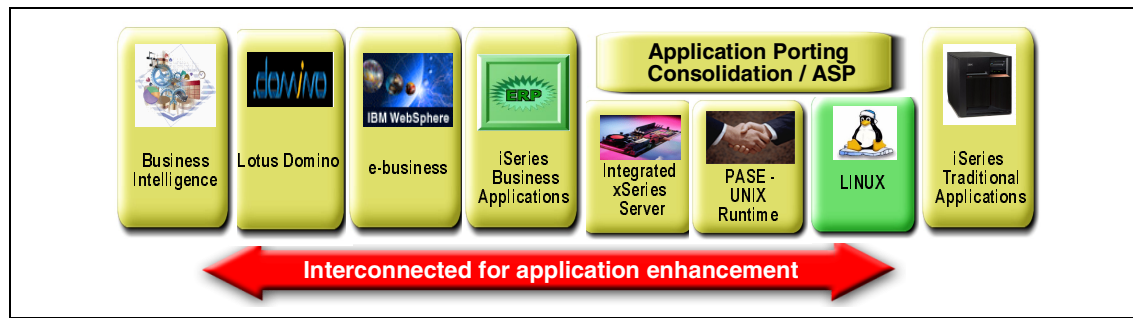 Business
Intelligence
domino
Lotus Domino
IBM WebSphere
e-business
ERP
iSeries
Business
Applications
Application Porting
Consolidation / ASP
Integrated
xSeries
Server
PASE -
UNIX
Runtime
LINUX
iSeries
Traditional
Applications
Interconnected for application enhancement